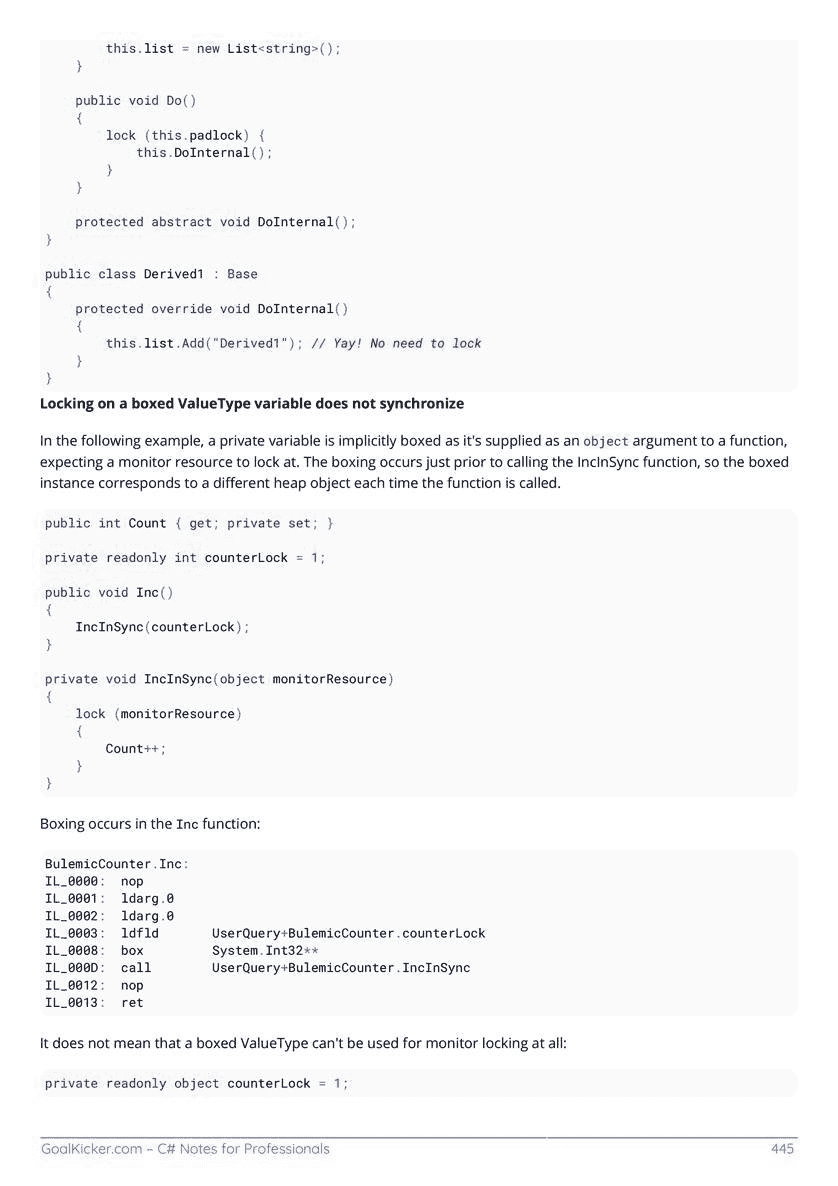 this.list = new List<string>();
    }

    public void Do()
    {
        lock (this.padlock) {
            this.DoInternal();
        }
    }

    protected abstract void DoInternal();
}

public class Derived1 : Base
{
    protected override void DoInternal()
    {
        this.list.Add("Derived1"); // Yay! No need to lock
    }
}
Locking on a boxed ValueType variable does not synchronize
In the following example, a private variable is implicitly boxed as it's supplied as an object argument to a function,
expecting a monitor resource to lock at. The boxing occurs just prior to calling the IncInSync function, so the boxed
instance corresponds to a different heap object each time the function is called.
public int Count { get; private set; }

private readonly int counterLock = 1;

public void Inc()
{
    IncInSync(counterLock);
}

private void IncInSync(object monitorResource)
{
    lock (monitorResource)
    {
        Count++;
    }
}
Boxing occurs in the Inc function:
BulemicCounter.Inc:
IL_0000:  nop
IL_0001:  ldarg.0
IL_0002:  ldarg.0
IL_0003:  ldfld       UserQuery+BulemicCounter.counterLock
IL_0008:  box         System.Int32**
IL_000D:  call        UserQuery+BulemicCounter.IncInSync
IL_0012:  nop
IL_0013:  ret
It does not mean that a boxed ValueType can't be used for monitor locking at all:
private readonly object counterLock = 1;
GoalKicker.com – C# Notes for Professionals 445